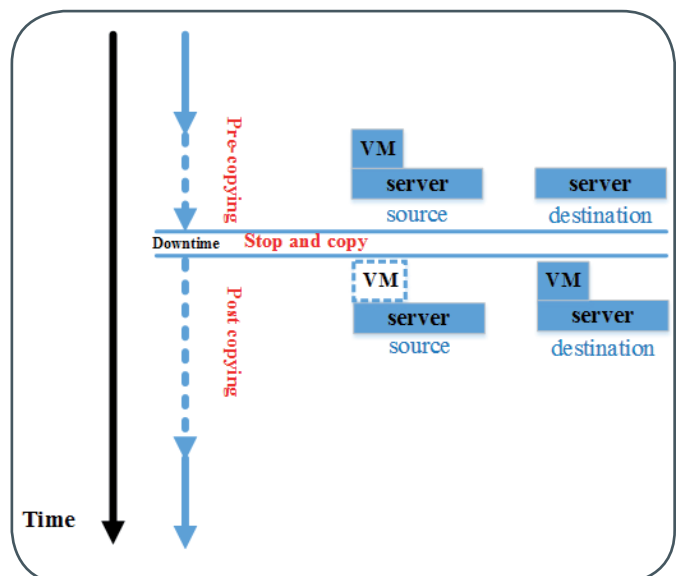 Pre-copying
VM
server
server
source
destination
Downtime
Stop and copy
Post copying
VM
VM
server
server
source
destination
Time